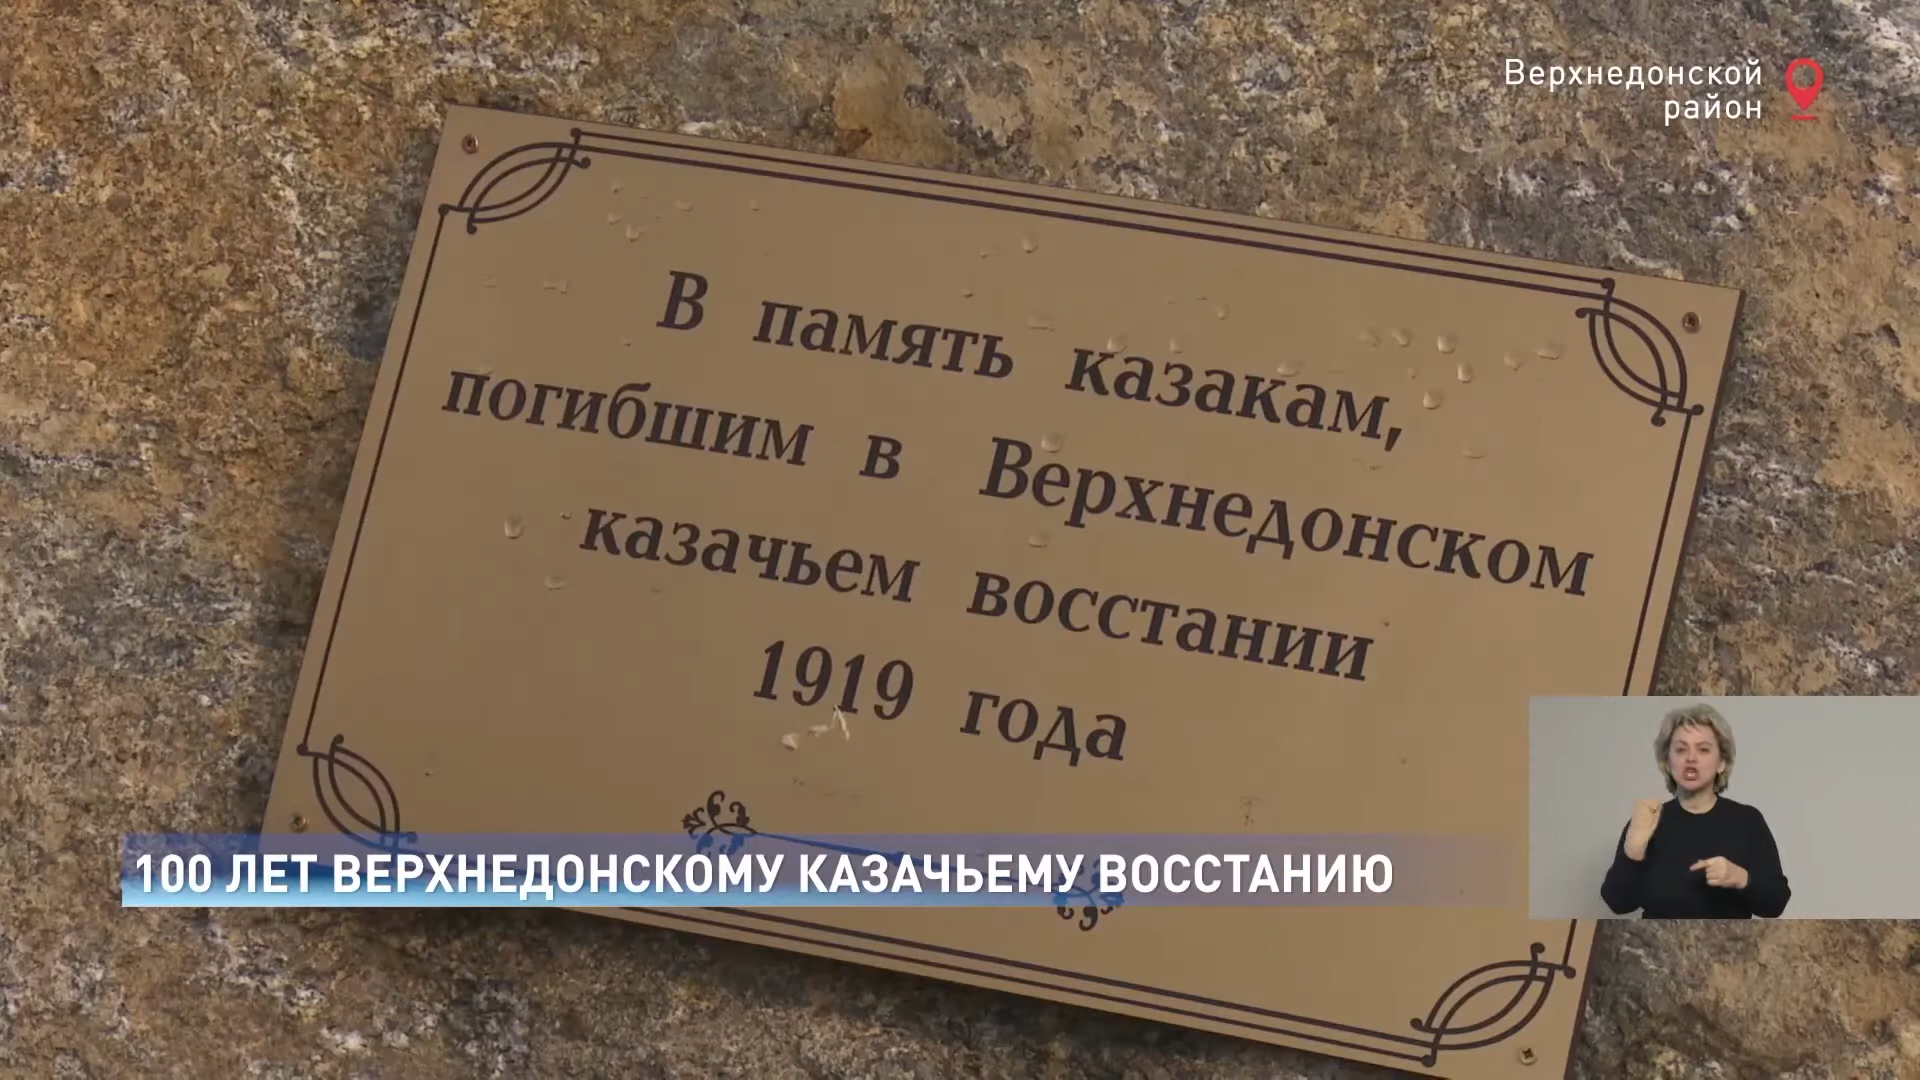 Верхнедонской
район
В память казакам,
погибшим в Верхнедонском
казачьем восстании
1919 года
100 ЛЕТ ВЕРХНЕДОНСКОМУ КАЗАЧЬЕМУ ВОССТАНИЮ